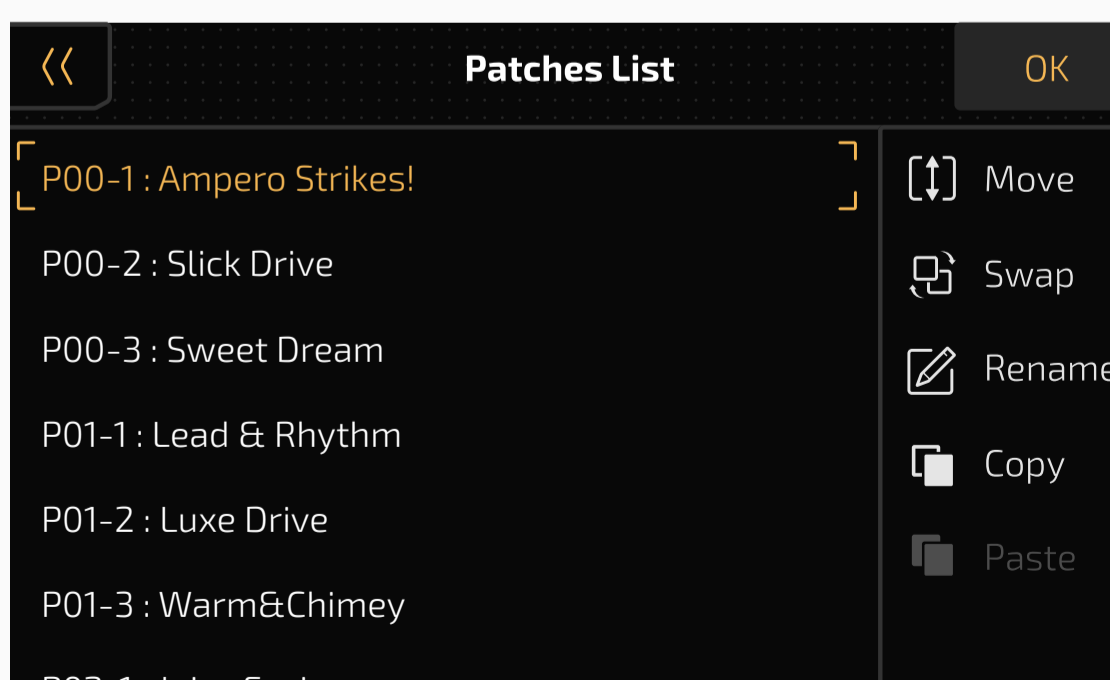 Patches List
OK
P00-1 : Ampero Strikes!
P00-2 : Slick Drive
P00-3 : Sweet Dream
P01-1 : Lead & Rhythm
P01-2 : Luxe Drive
P01-3 : Warm&Chimey
Move
Swap
Rename
Copy
Paste